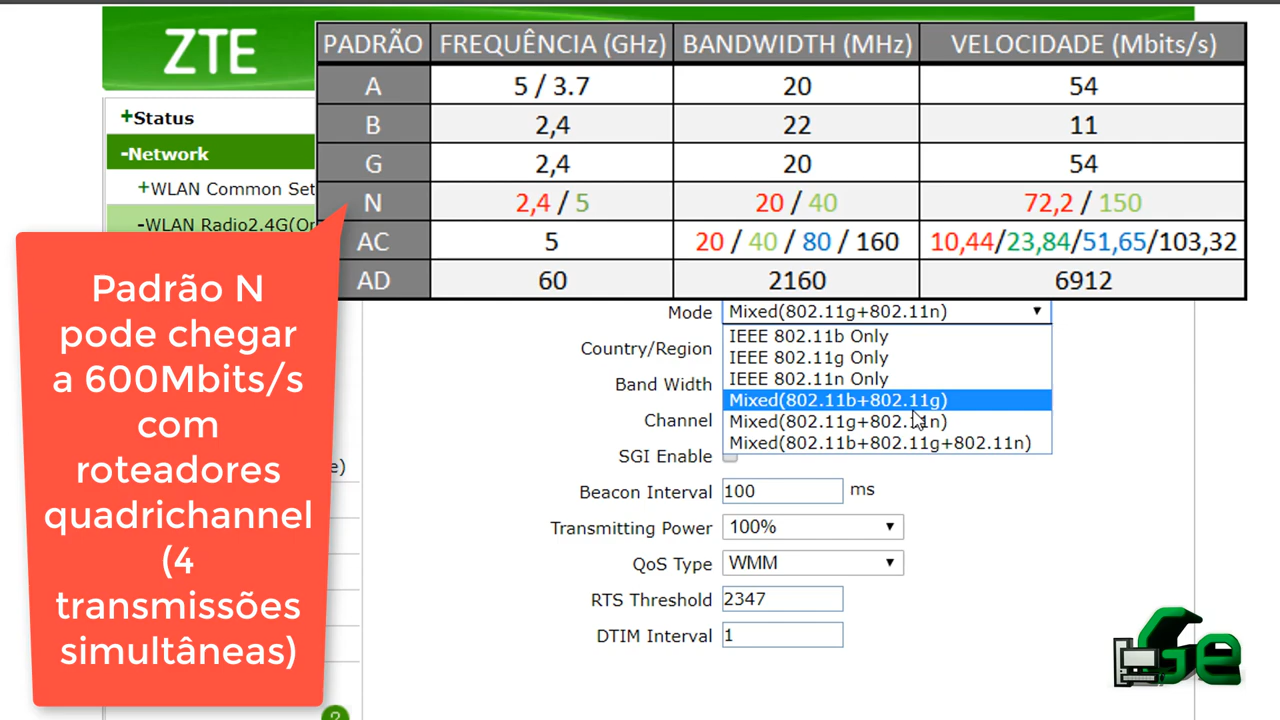 ZTE
PADRÃO FREQUÊNCIA (GHz) BANDWIDTH (MHz) VELOCIDADE (Mbits/s)
A 5 / 3.7 20 54
B 2,4 22 11
G 2,4 20 54
N 2,4 / 5 20 / 40 72,2 / 150
AC 5 20 / 40 / 80 / 160 10,44/23,84/51,65/103,32
AD 60 2160 6912
+Status
-Network
+WLAN Common Set
-WLAN Radio2.4G(On
Padrão N
pode chegar
a 600Mbits/s
com
roteadores
quadrichannel
(4
transmissões
simultâneas)
e)
2
Mode Mixed(802.11g+802.11n)
IEEE 802.11b Only
IEEE 802.11g Only
IEEE 802.11n Only
Mixed(802.11b+802.11g)
Mixed(802.11g+802.11n)
Mixed(802.11b+802.11g+802.11n)
Country/Region
Band Width
Channel
SGI Enable
Beacon Interval 100 ms
Transmitting Power 100%
QoS Type WMM
RTS Threshold 2347
DTIM Interval 1
Ge